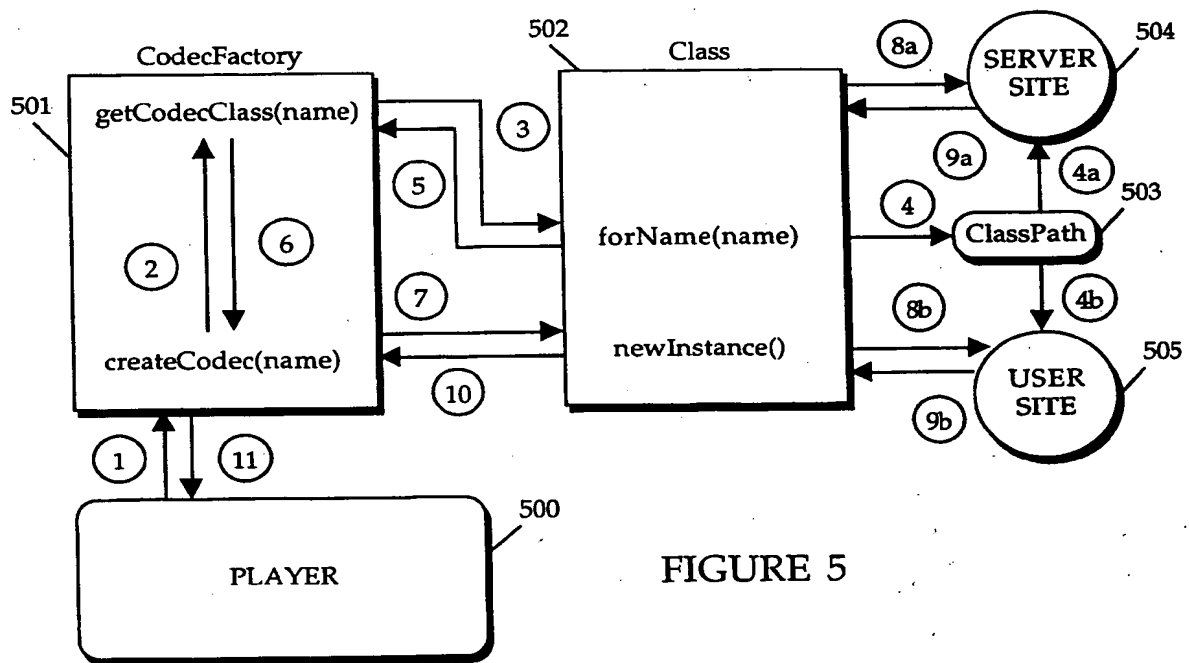 502
CodecFactory
Class
8a
SERVER
SITE
504
501
getCodecClass(name)
3
9a
4a
5
4
503
forName(name)
ClassPath
2
6
7
8b
4b
createCodec(name)
newInstance()
10
USER
SITE
505
9b
1
11
500
PLAYER
FIGURE 5